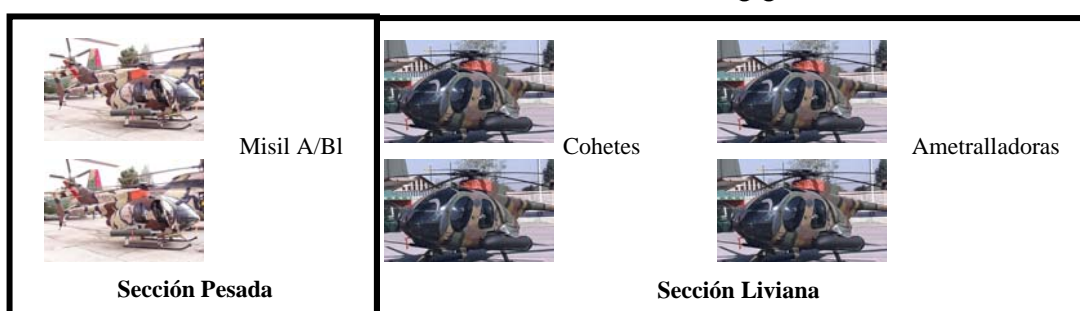 Misil A/Bl
Cohetes
Ametralladoras
Sección Pesada
Sección Liviana